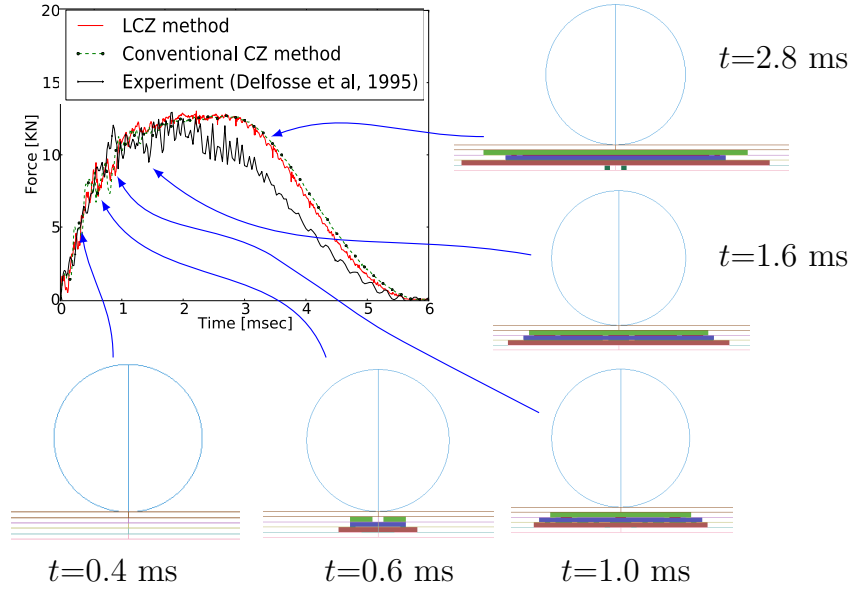 20
15
10
5
0
LCZ method
Conventional CZ method
Experiment (Delfosse et al, 1995)
Force [KN]
0 1 2 3 4 5 6
Time [msec]
t=2.8 ms
t=1.6 ms
t=0.4 ms
t=0.6 ms
t=1.0 ms